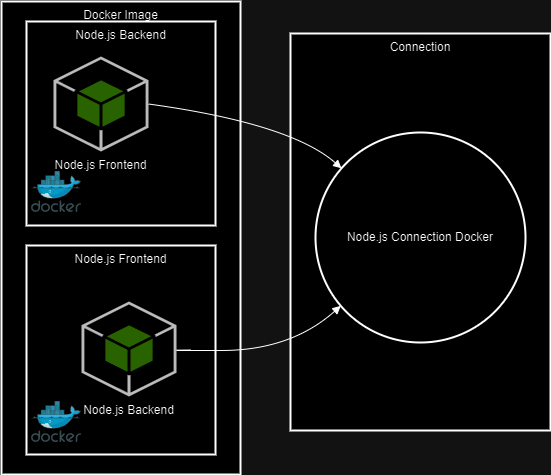 Docker Image
Node.js Backend
Node.js Frontend
docker
Node.js Frontend
Node.js Backend
docker
Connection
Node.js Connection Docker